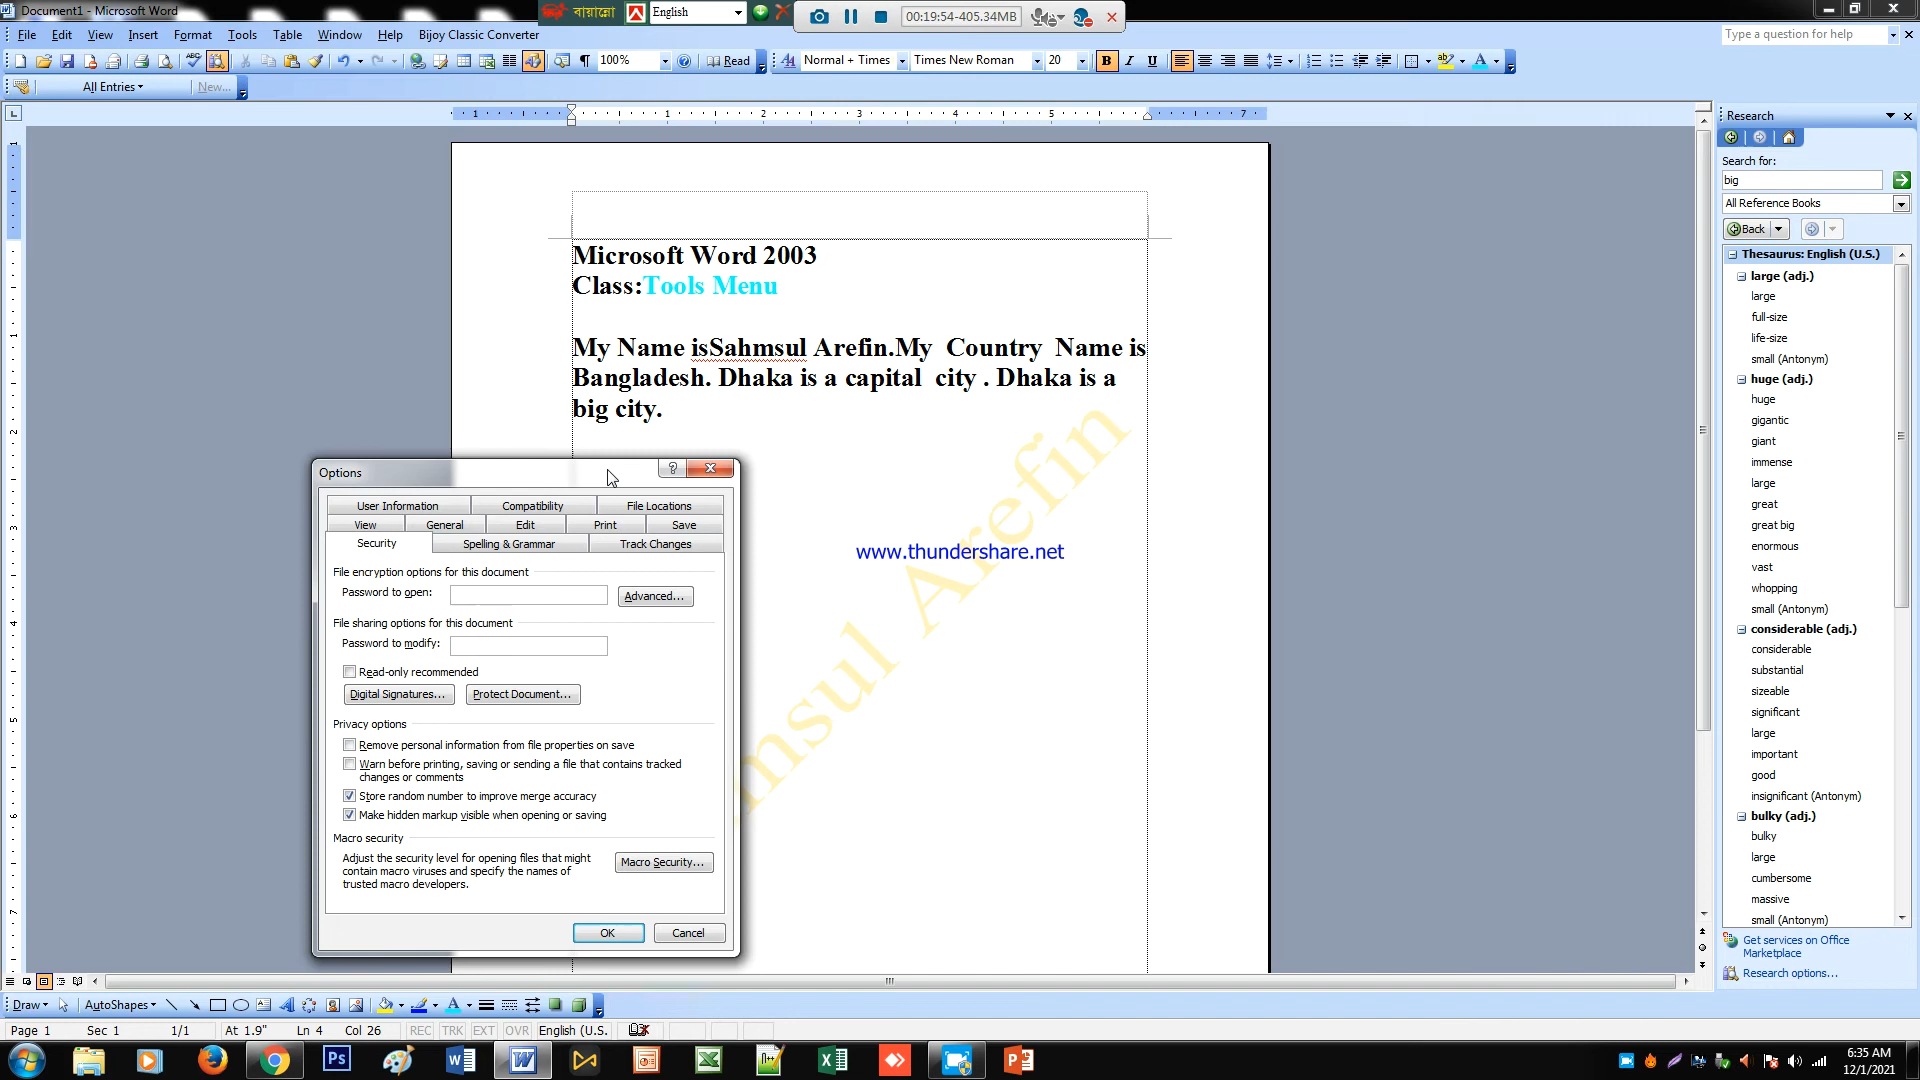 Document1 - Microsoft Word
বায়ান্নো
English
00:19:54-405.34MB
File Edit View Insert Format Tools Table Window Help Bijoy Classic Converter
Type a question for help
100%
Read
Normal + Times
Times New Roman
20
B I U
All Entries
New...
1 1 2 3 4 5 7
Research
Search for:
big
All Reference Books
Back
Thesaurus: English (U.S.)
large (adj.)
large
full-size
life-size
small (Antonym)
huge (adj.)
huge
gigantic
giant
immense
large
great
great big
enormous
vast
whopping
small (Antonym)
considerable (adj.)
considerable
substantial
sizeable
significant
large
important
good
insignificant (Antonym)
bulky (adj.)
bulky
large
cumbersome
massive
small (Antonym)
Get services on Office
Marketplace
Research options...
Microsoft Word 2003
Class:Tools Menu
My Name isSahmsul Arefin.My Country Name is
Bangladesh. Dhaka is a capital city . Dhaka is a
big city.
msul Arefin
www.thundershare.net
Options
User Information Compatibility File Locations
View General Edit Print Save
Security Spelling & Grammar Track Changes
File encryption options for this document
Password to open:
Advanced...
File sharing options for this document
Password to modify:
Read-only recommended
Digital Signatures... Protect Document...
Privacy options
Remove personal information from file properties on save
Warn before printing, saving or sending a file that contains tracked
changes or comments
Store random number to improve merge accuracy
Make hidden markup visible when opening or saving
Macro security
Adjust the security level for opening files that might
contain macro viruses and specify the names of
trusted macro developers.
Macro Security...
OK Cancel
Draw AutoShapes
Page 1 Sec 1 1/1 At 1.9" Ln 4 Col 26 REC TRK EXT OVR English (U.S.
6:35 AM
12/1/2021